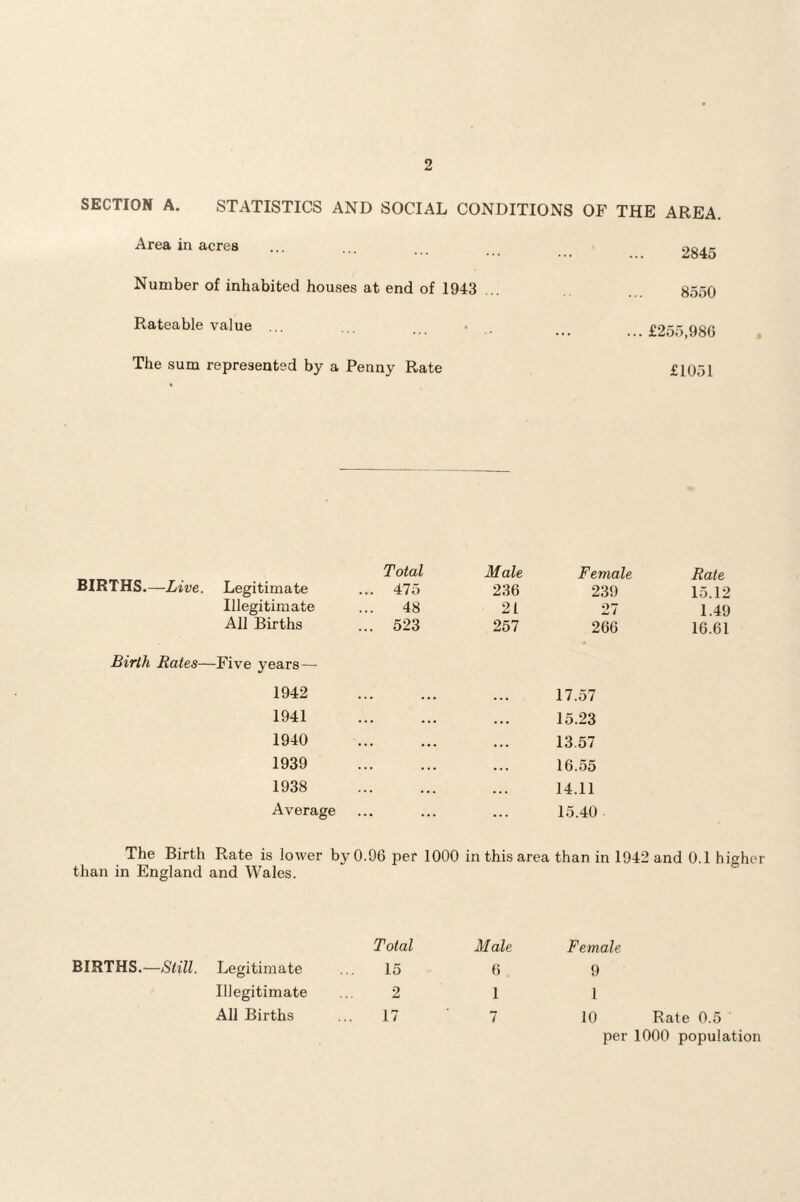 2
SECTION A. STATISTICS AND SOCIAL CONDITIONS OF THE AREA.
Area in acres ... ... ... ... ... ... 2845
Number of inhabited houses at end of 1943 ... ... 8550
Rateable value ... ... ... ... ... ... £255,986
The sum represented by a Penny Rate £1051
Total Male Female Rate
BIRTHS.—Live. Legitimate ... 475 236 239 15.12
Illegitimate ... 48 21 27 1.49
All Births ... 523 257 266 16.61
Birth Rates—Five years—
1942 ... ... ... 17.57
1941 ... ... ... 15.23
1940 ... ... ... 13.57
1939 ... ... ... 16.55
1938 ... ... ... 14.11
Average ... ... ... 15.40
The Birth Rate is lower by 0.96 per 1000 in this area than in 1942 and 0.1 higher
than in England and Wales.
Total Male Female
BIRTHS.—Still. Legitimate ... 15 6 9
Illegitimate ... 2 1 1
All Births ... 17 7 10 Rate 0.5
per 1000 population